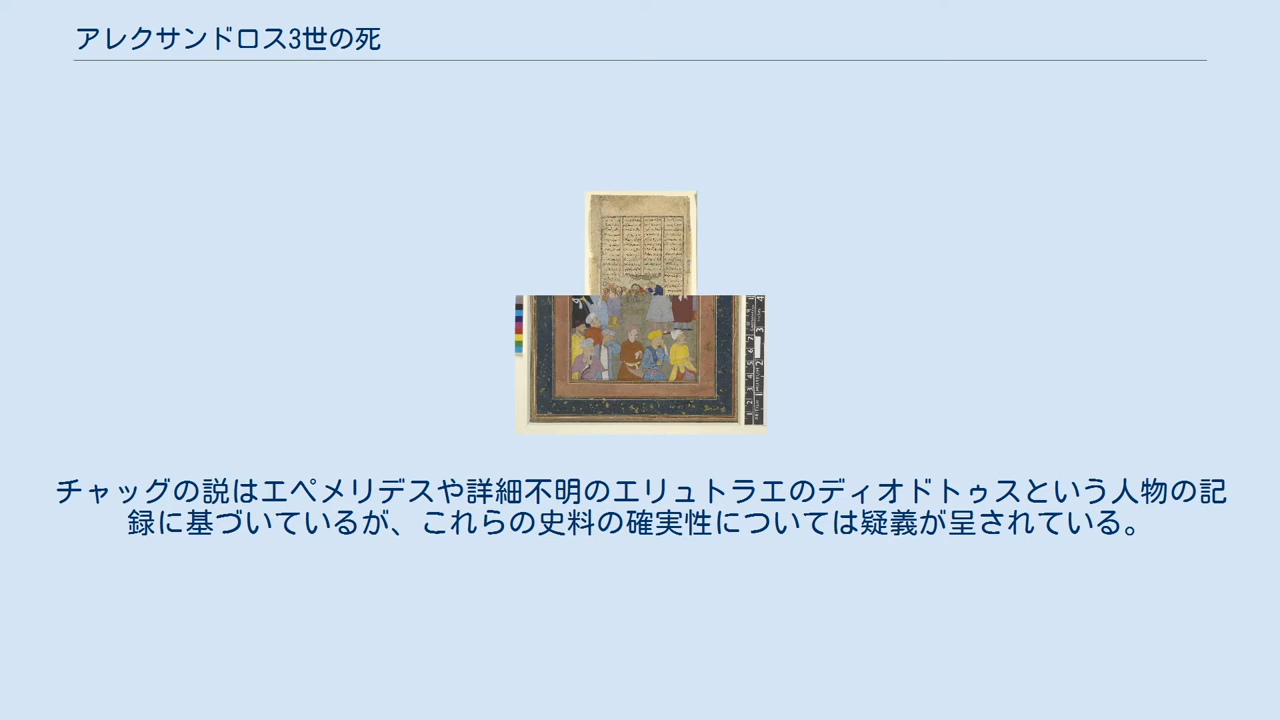 アレクサンドロス3世の死
チャッグの説はエペメリデスや詳細不明のエリュトラエのディオドトゥスという人物の記
録に基づいているが、これらの史料の確実性については疑義が呈されている。